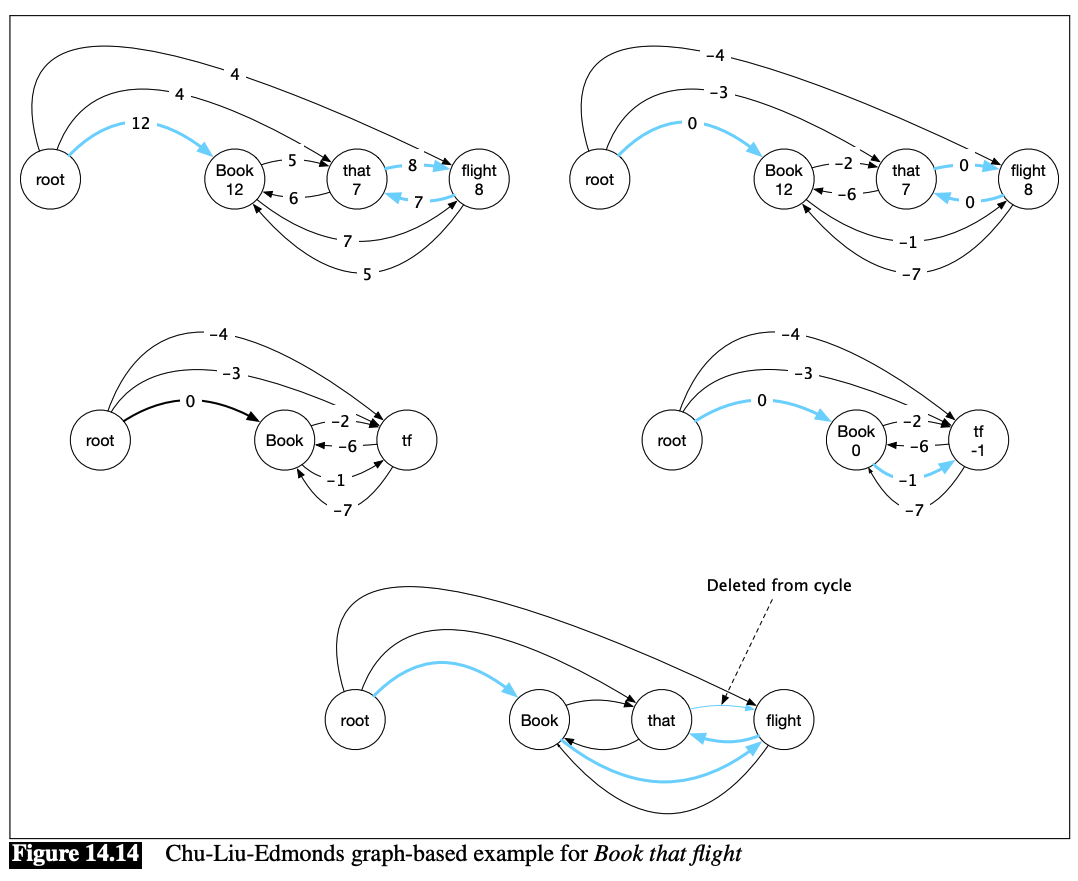 4
-4
4
-3
12
0
root
Book
12
5
6
that
7
8
7
flight
8
7
5
root
Book
12
-2
-6
that
7
0
0
flight
8
-1
-7
-4
-3
0
root
Book
-2
-6
tf
-1
-7
-4
-3
0
root
Book
0
-2
-6
tf
-1
-1
-7
Deleted from cycle
root
Book
that
flight
Figure 14.14 Chu-Liu-Edmonds graph-based example for Book that flight